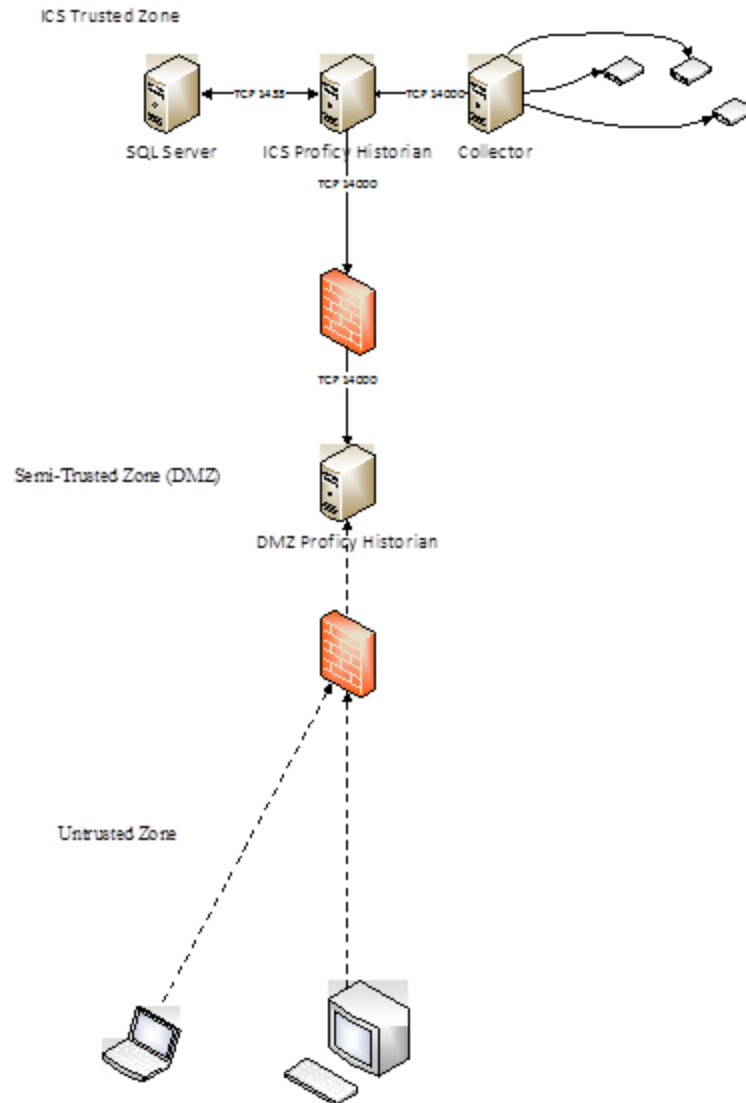 ICS Trusted Zone
TCP 1433
TCP 14000
SQL Server
ICS Proficy Historian
Collector
TCP 14000
TCP 14000
Semi-Trusted Zone (DMZ)
DMZ Proficy Historian
Untrusted Zone